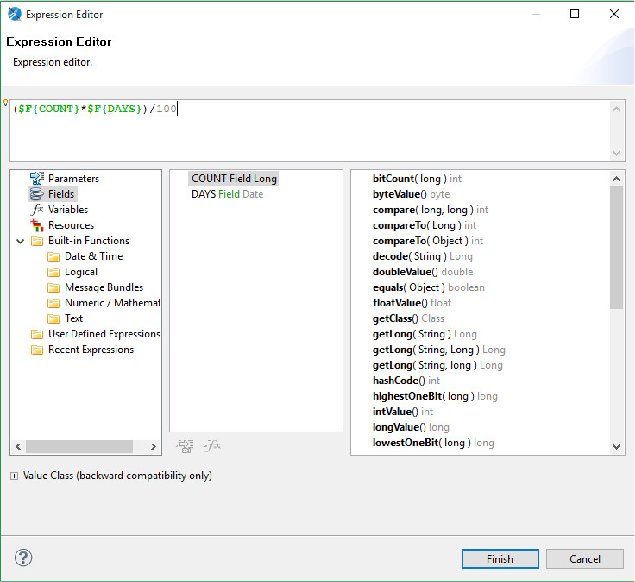 Expression Editor
Expression Editor
Expression editor.
($F{COUNT}*$F{DAYS})/100
Parameters
Fields
Variables
Resources
Built-in Functions
Date & Time
Logical
Message Bundles
Numeric / Mathemat
Text
User Defined Expressions
Recent Expressions
COUNT Field Long
DAYS Field Date
bitCount( long ) int
byteValue() byte
compare( long, long ) int
compareTo( Long ) int
compareTo( Object ) int
decode( String ) Long
doubleValue() double
equals( Object ) boolean
floatValue() float
getClass() Class
getLong( String ) Long
getLong( String, Long ) Long
getLong( String, long ) Long
hashCode() int
highestOneBit( long ) long
intValue() int
longValue() long
lowestOneBit( long ) long
Value Class (backward compatibility only)
Finish
Cancel